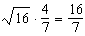 √16 · 4/7 = 16/7